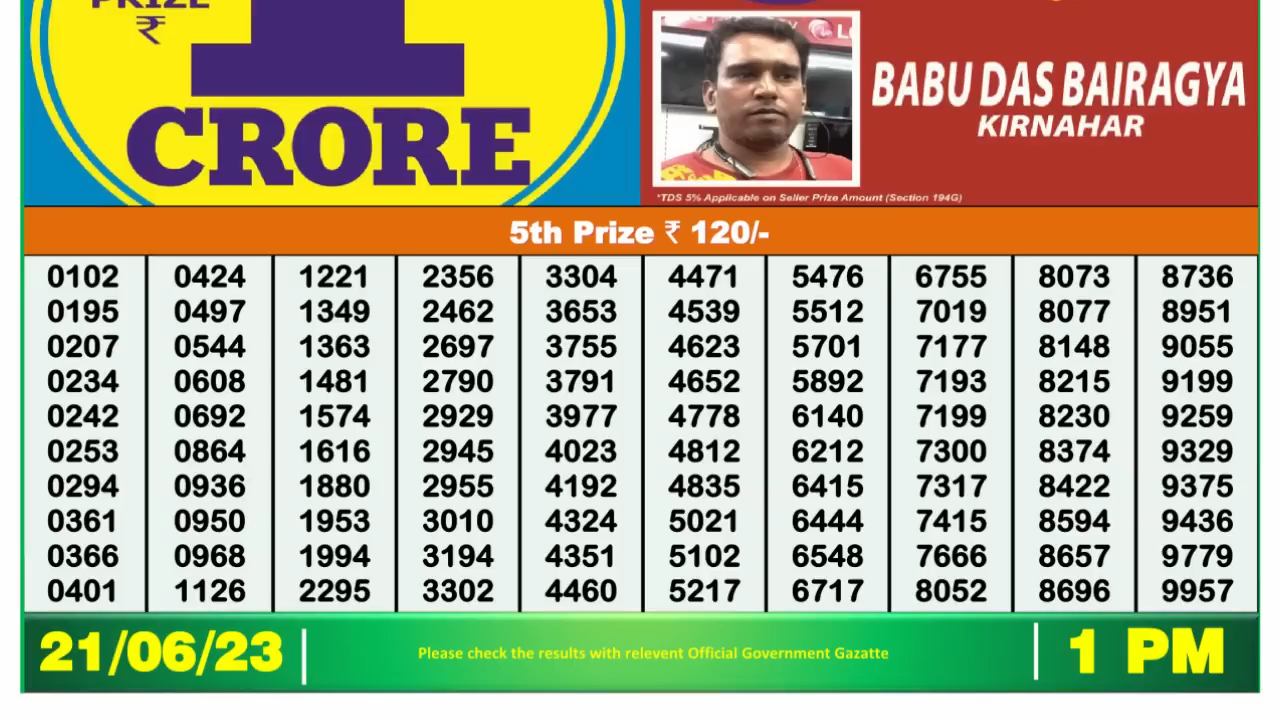 PRIZE
₹
1
CRORE
BABU DAS BAIRAGYA
KIRNAHAR
*TDS 5% Applicable on Seller Prize Amount (Section 194G)
5th Prize ₹ 120/-
0102 0424 1221 2356 3304 4471 5476 6755 8073 8736
0195 0497 1349 2462 3653 4539 5512 7019 8077 8951
0207 0544 1363 2697 3755 4623 5701 7177 8148 9055
0234 0608 1481 2790 3791 4652 5892 7193 8215 9199
0242 0692 1574 2929 3977 4778 6140 7199 8230 9259
0253 0864 1616 2945 4023 4812 6212 7300 8374 9329
0294 0936 1880 2955 4192 4835 6415 7317 8422 9375
0361 0950 1953 3010 4324 5021 6444 7415 8594 9436
0366 0968 1994 3194 4351 5102 6548 7666 8657 9779
0401 1126 2295 3302 4460 5217 6717 8052 8696 9957
21/06/23
Please check the results with relevent Official Government Gazatte
1 PM